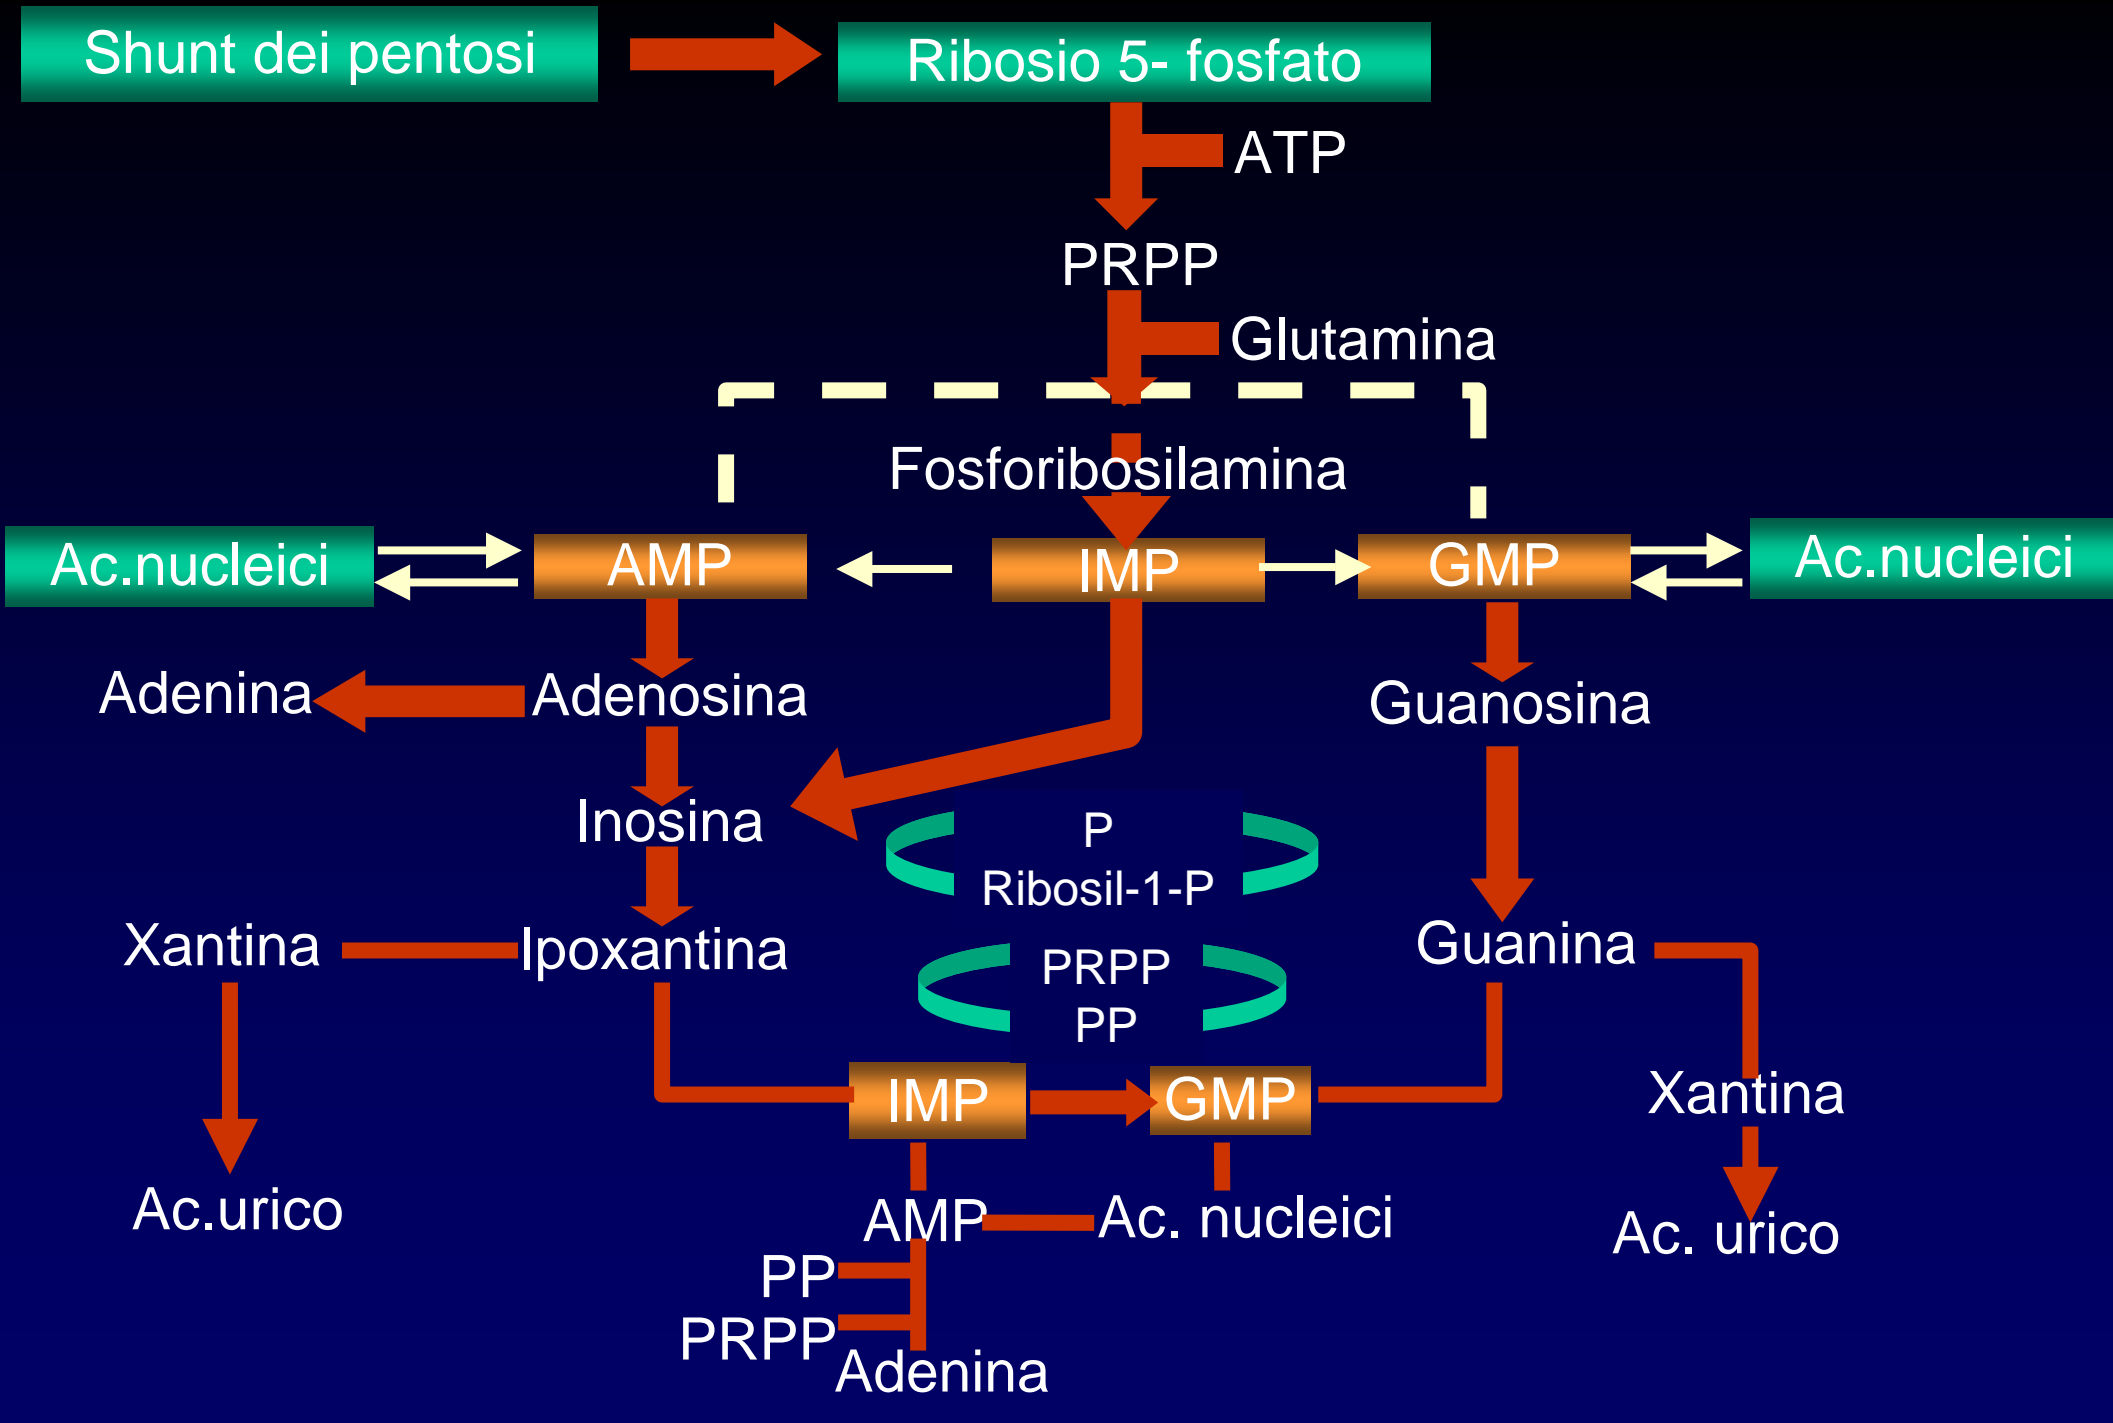 Shunt dei pentosi
Ribosio 5- fosfato
ATP
PRPP
Glutamina
Fosforibosilamina
Ac.nucleici
AMP
IMP
GMP
Ac.nucleici
Adenina
Adenosina
Guanosina
Inosina
P
Ribosil-1-P
Xantina
Ipoxantina
Guanina
PRPP
PP
IMP
GMP
Xantina
Ac.urico
AMP
Ac. nucleici
Ac. urico
PP
PRPP
Adenina